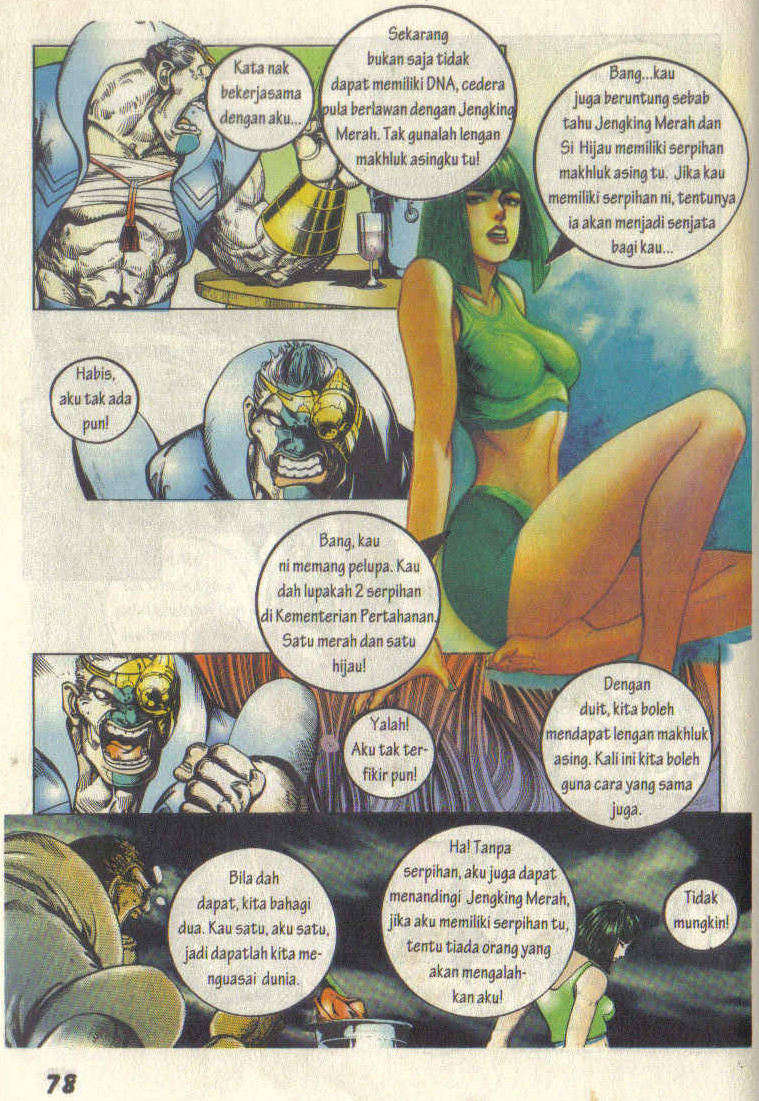 Kata nak
bekerjasama
dengan aku...
Sekarang
bukan saja tidak
dapat memiliki DNA, cedera
pula berlawan dengan Jengking
Merah. Tak gunalah lengan
makhluk asingku tu!
Bang...kau
juga beruntung sebab
tahu Jengking Merah dan
Si Hijau memiliki serpihan
makhluk asing tu. Jika kau
memiliki serpihan ni, tentunya
ia akan menjadi senjata
bagi kau...
Habis,
aku tak ada
pun!
Bang, kau
ni memang pelupa. Kau
dah lupakah 2 serpihan
di Kementerian Pertahanan.
Satu merah dan satu
hijau!
Yalah!
Aku tak ter-
fikir pun!
Dengan
duit, kita boleh
mendapat lengan makhluk
asing. Kali ini kita boleh
guna cara yang sama
juga.
Bila dah
dapat, kita bahagi
dua. Kau satu, aku satu,
jadi dapatlah kita me-
nguasai dunia.
Ha! Tanpa
serpihan, aku juga dapat
menandingi Jengking Merah,
jika aku memiliki serpihan tu,
tentu tiada orang yang
akan mengalah-
kan aku!
Tidak
mungkin!
78